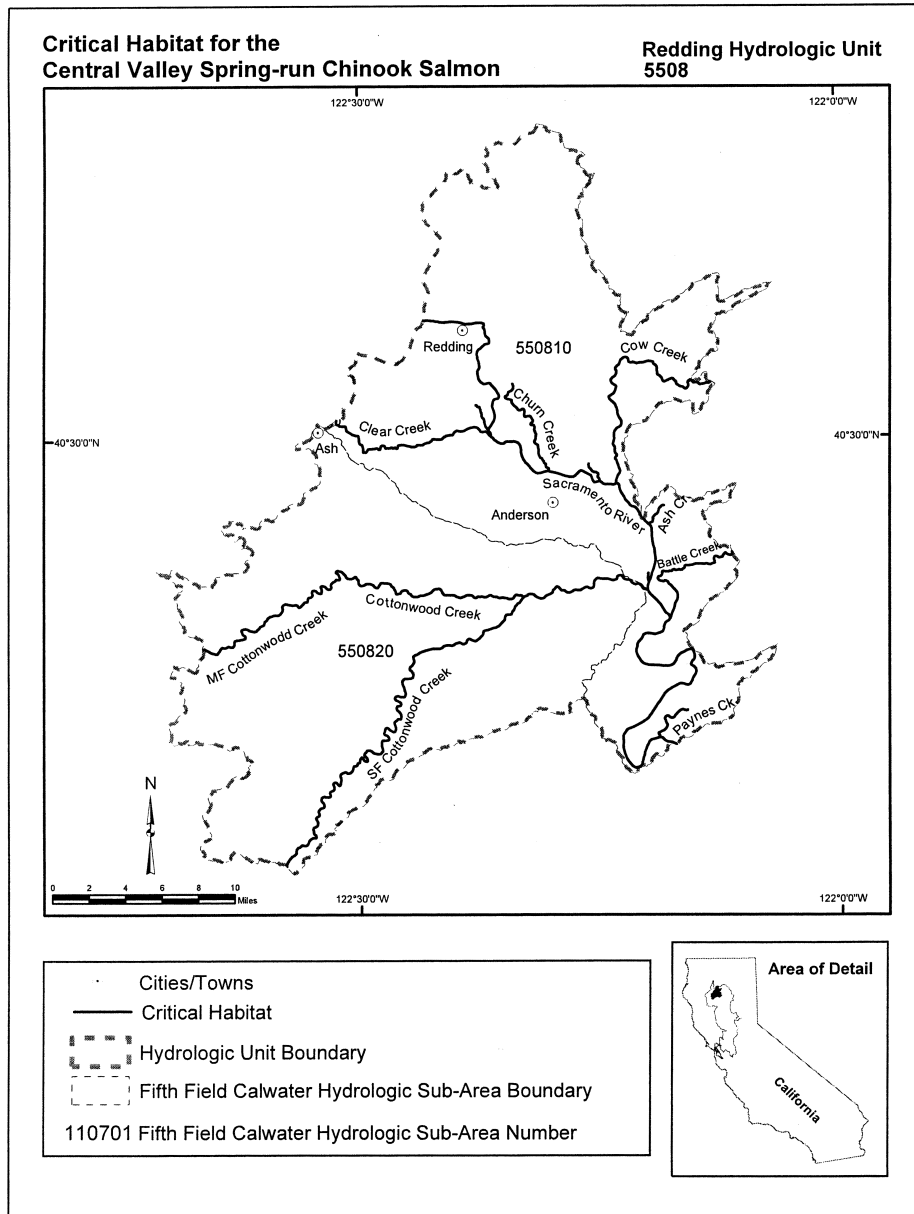 Critical Habitat for the
Central Valley Spring-run Chinook Salmon
Redding Hydrologic Unit
5508
122°30'0"W
122°0'0"W
Cow Creek
Redding
550810
Churn Creek
Clear Creek
40°30'0"N
40°30'0"N
Ash
Sacramento River
Anderson
Ash Cr
Battle Creek
Cottonwood Creek
MF Cottonwodd Creek
550820
SF Cottonwood Creek
Paynes Ck
N
0 2 4 6 8 10
Miles
122°30'0"W
122°0'0"W
Cities/Towns
Critical Habitat
Hydrologic Unit Boundary
Fifth Field Calwater Hydrologic Sub-Area Boundary
110701 Fifth Field Calwater Hydrologic Sub-Area Number
Area of Detail
California